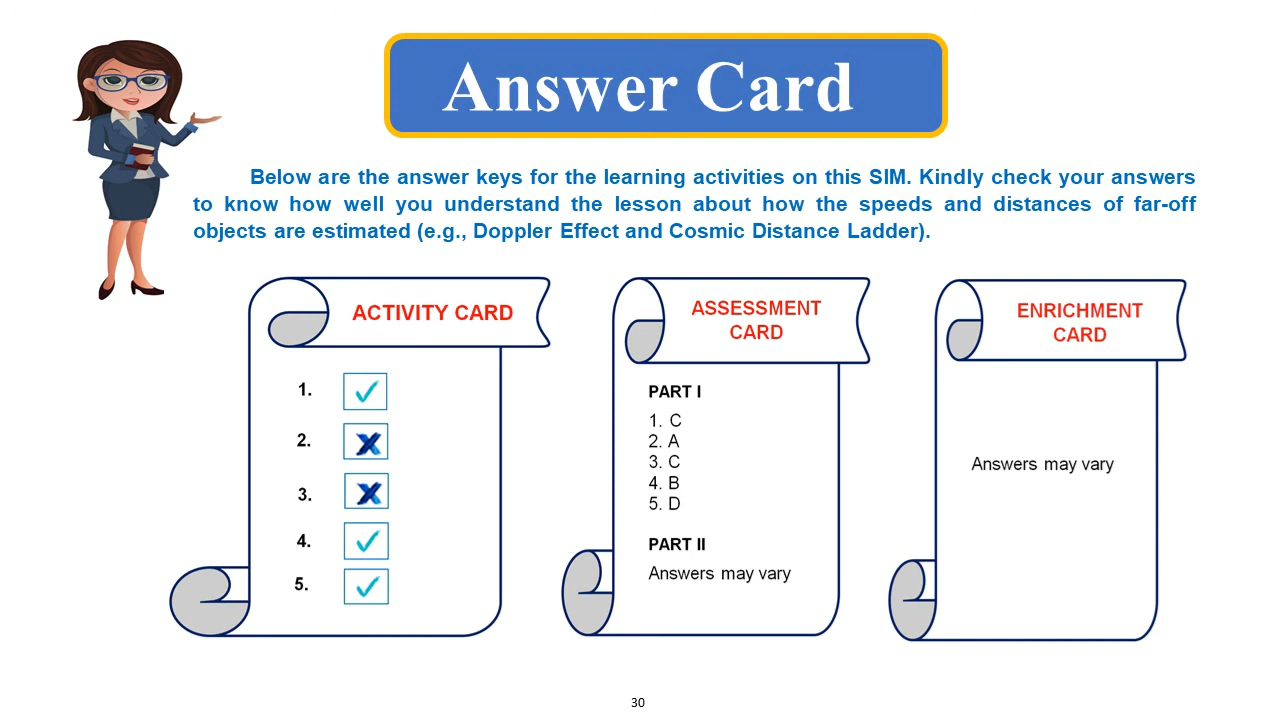 Answer Card
Below are the answer keys for the learning activities on this SIM. Kindly check your answers
to know how well you understand the lesson about how the speeds and distances of far-off
objects are estimated (e.g., Doppler Effect and Cosmic Distance Ladder).
ACTIVITY CARD
1. ✓
2. X
3. X
4. ✓
5. ✓
ASSESSMENT
CARD
PART I
1. C
2. A
3. C
4. B
5. D
PART II
Answers may vary
ENRICHMENT
CARD
Answers may vary
30